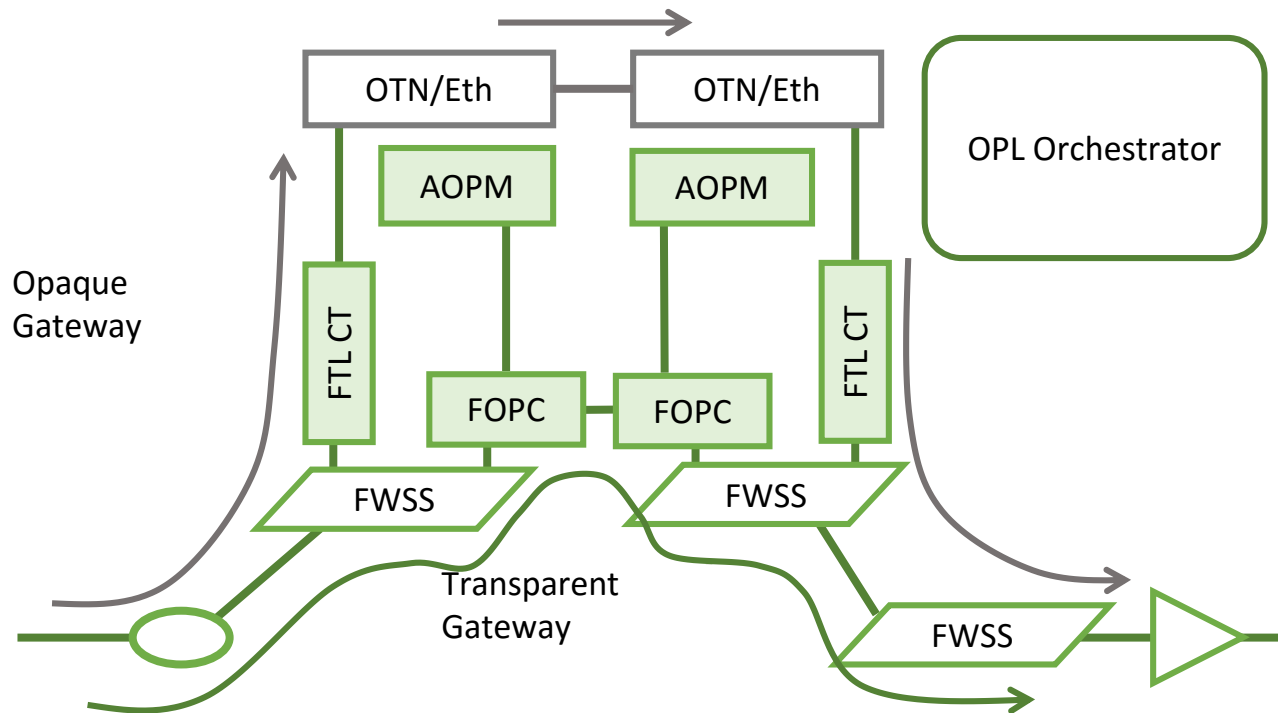 OTN/Eth
OTN/Eth
OPL Orchestrator
AOPM
AOPM
Opaque
Gateway
FTL CT
FTL CT
FOPC
FOPC
FWSS
FWSS
Transparent
Gateway
FWSS